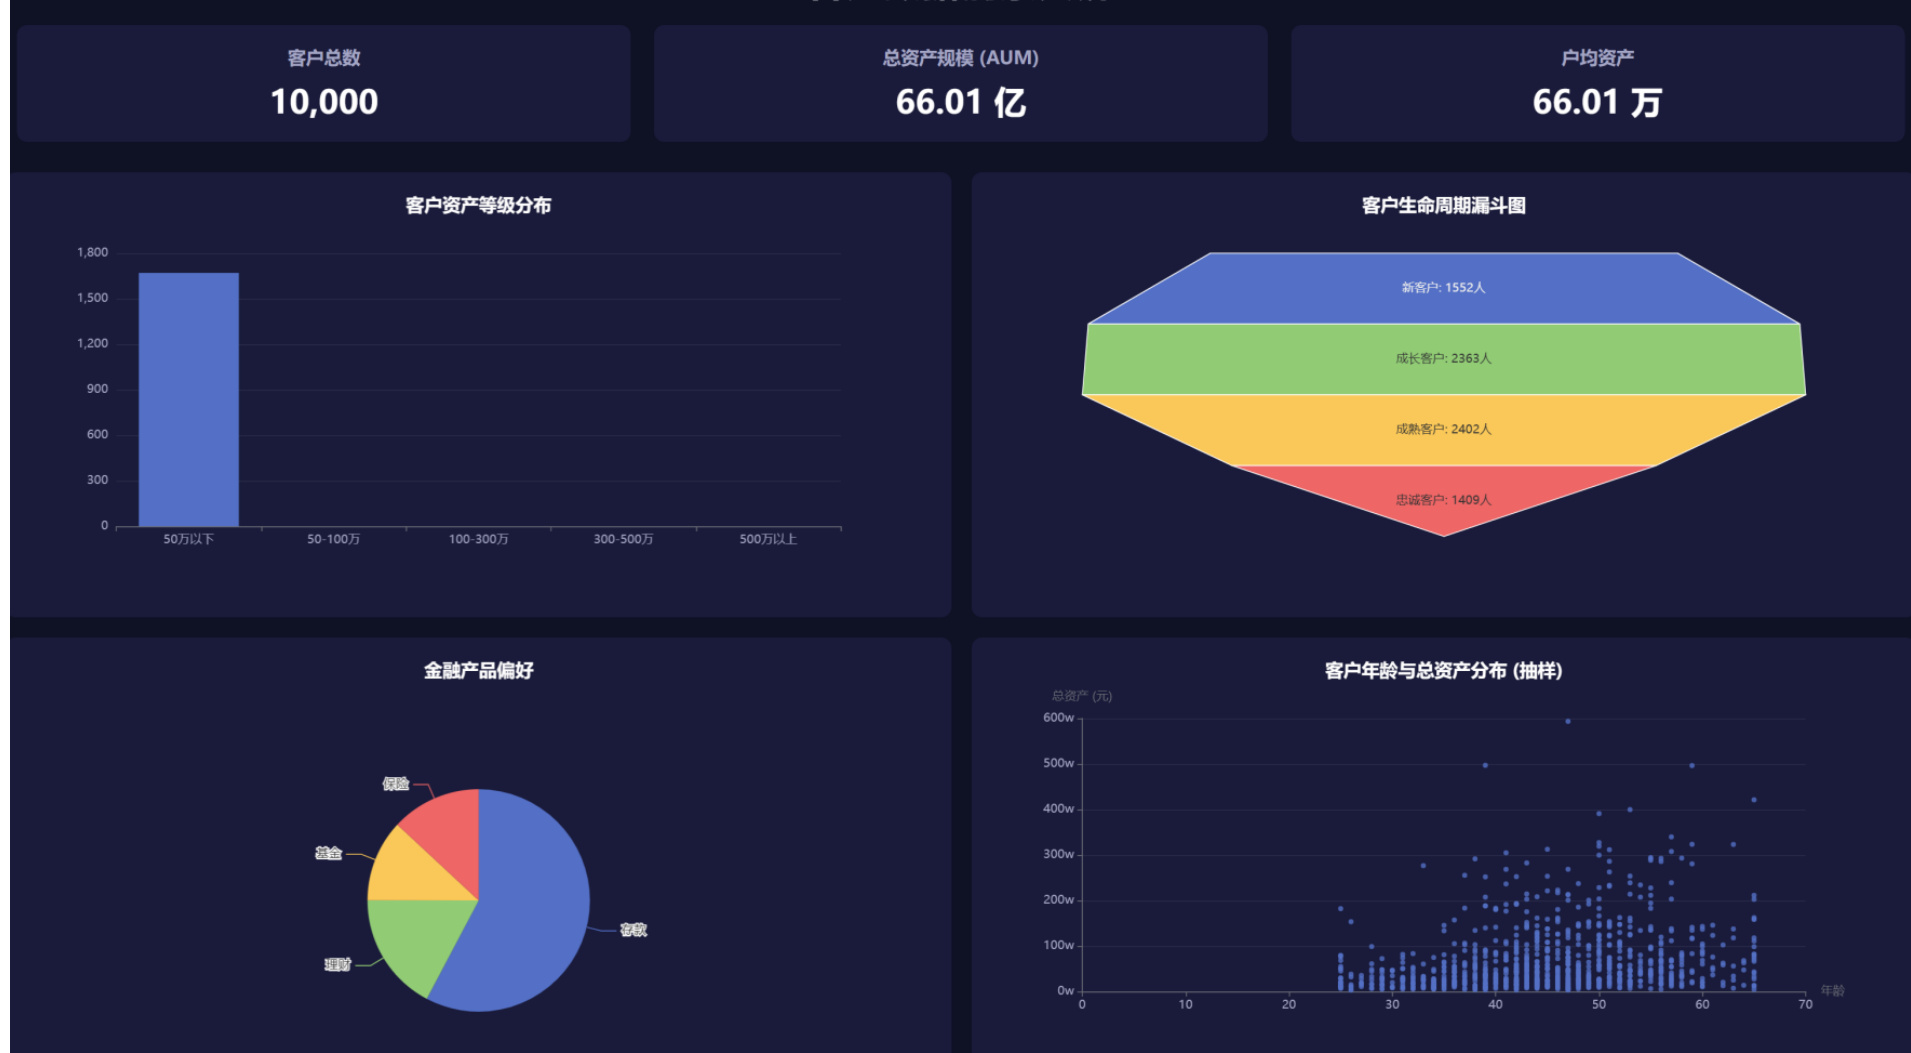 客户总数
10,000
总资产规模 (AUM)
66.01 亿
户均资产
66.01 万
客户资产等级分布
1,800
1,500
1,200
900
600
300
0
50万以下
50-100万
100-300万
300-500万
500万以上
客户生命周期漏斗图
新客户: 1552人
成长客户: 2363人
成熟客户: 2402人
忠诚客户: 1409人
金融产品偏好
保险
基金
理财
存款
客户年龄与总资产分布 (抽样)
总资产 (元)
600w
500w
400w
300w
200w
100w
0w
0
10
20
30
40
50
60
70
年龄